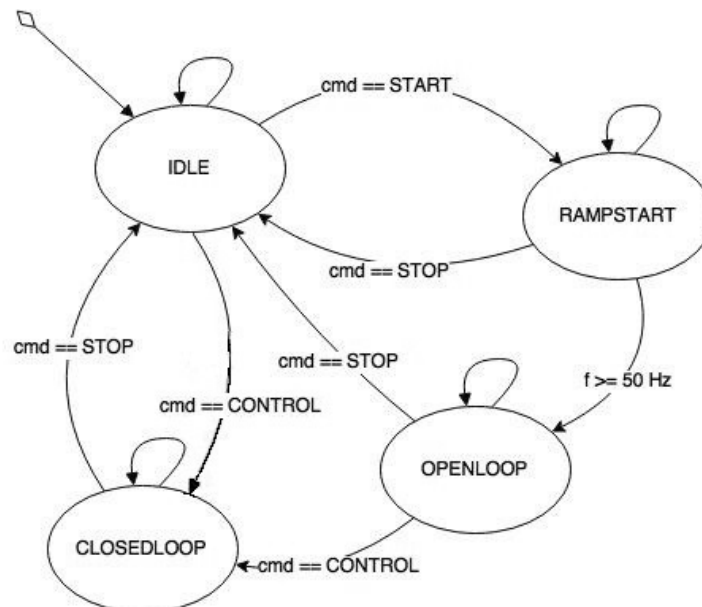 cmd == START
IDLE
RAMPSTART
cmd == STOP
cmd == STOP
cmd == STOP
f >= 50 Hz
cmd == CONTROL
OPENLOOP
CLOSEDLOOP
cmd == CONTROL